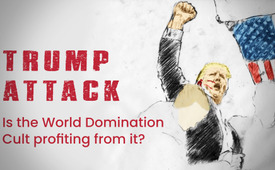 TRUMP
ATTACK
Is the World Domination
Cult profiting from it?